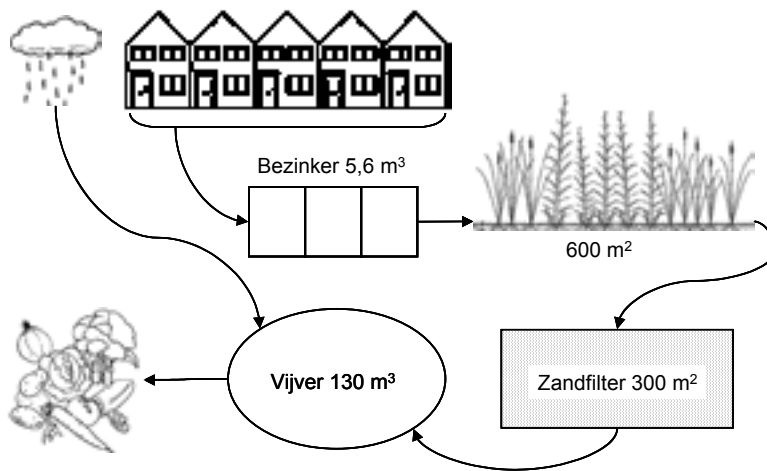 Bezinker 5,6 m³
600 m²
Vijver 130 m³
Zandfilter 300 m²